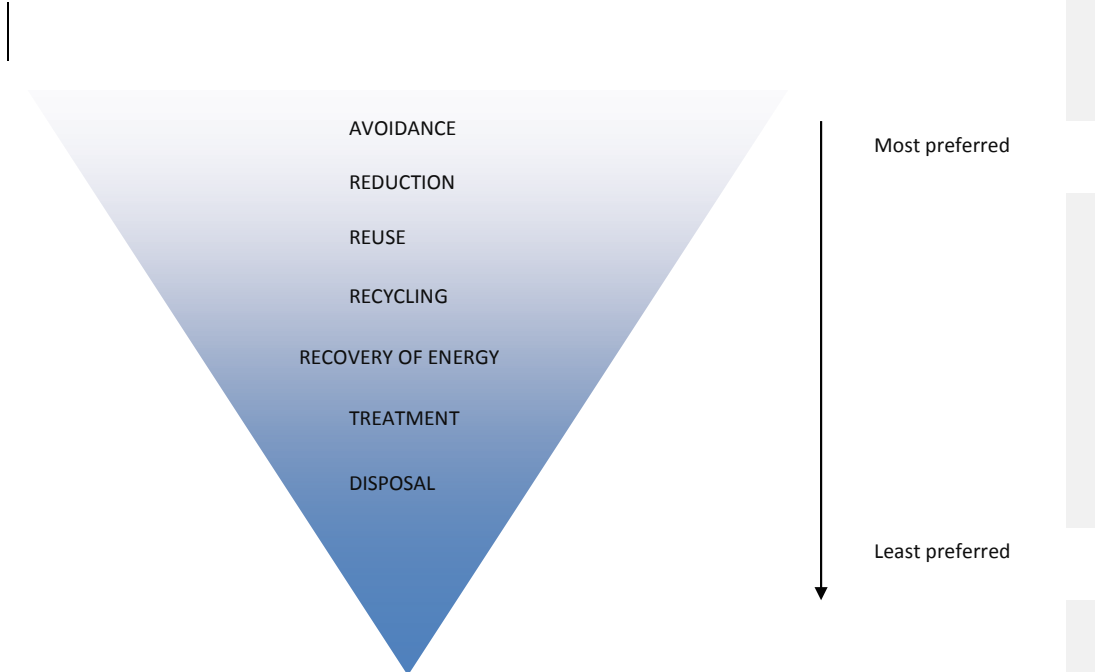 AVOIDANCE
Most preferred
REDUCTION
REUSE
RECYCLING
RECOVERY OF ENERGY
TREATMENT
DISPOSAL
Least preferred